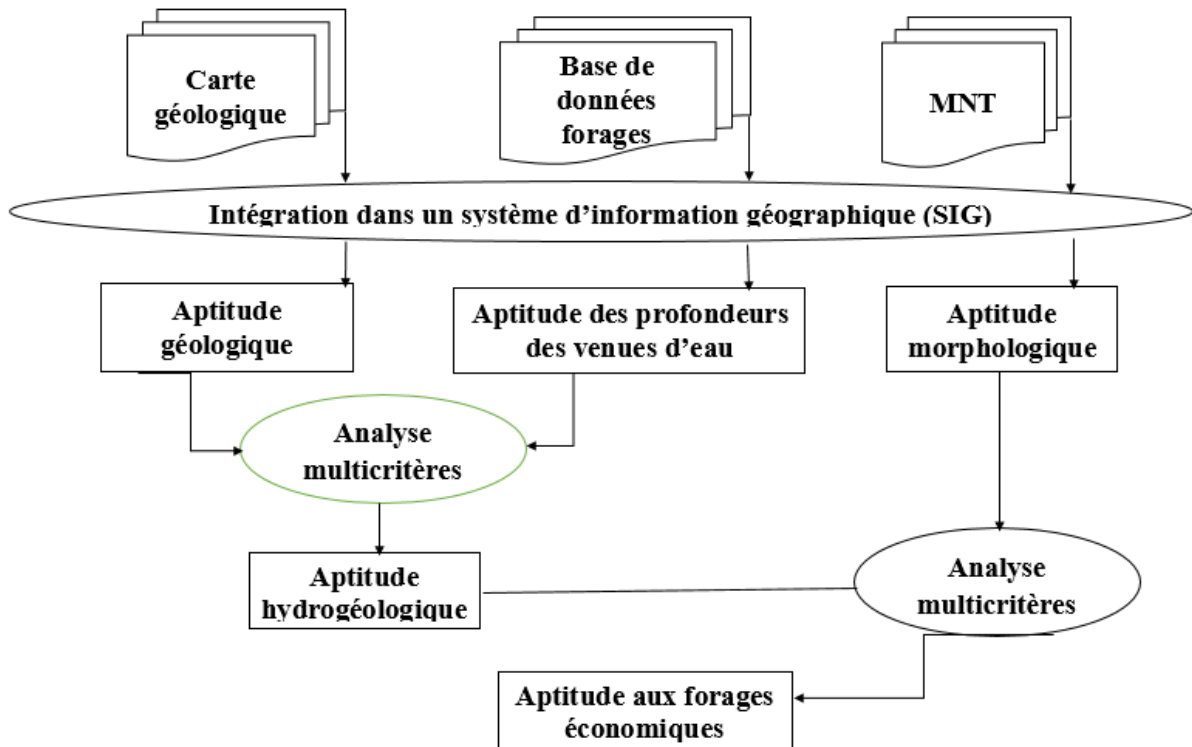 Carte
géologique
Base de
données
forages
MNT
Intégration dans un système d’information géographique (SIG)
Aptitude
géologique
Aptitude des profondeurs
des venues d’eau
Aptitude
morphologique
Analyse
multicritères
Aptitude
hydrogéologique
Analyse
multicritères
Aptitude aux forages
économiques